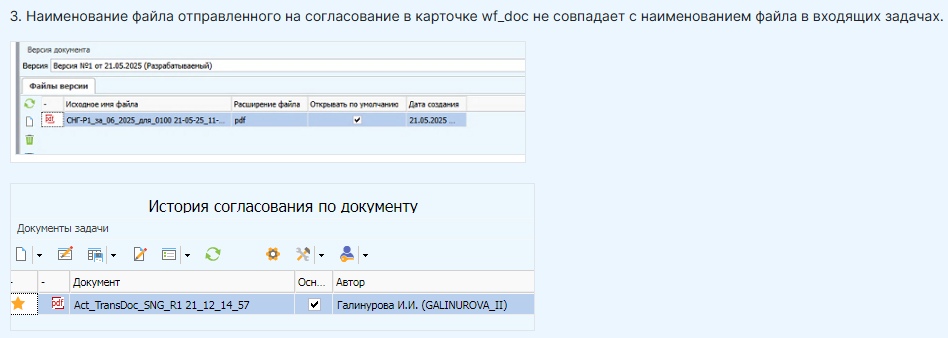 3. Наименование файла отправленного на согласование в карточке wf_doc не совпадает с наименованием файла в входящих задачах.
Версия документа
Версия Версия №1 от 21.05.2025 (Разрабатываемый)
Файлы версии
- Исходное имя файла Расширение файла Открывать по умолчанию Дата создания
pdf СНГ-Р1_за_06_2025_для_0100 21-05-25_11-... pdf 21.05.2025 ...
История согласования по документу
Документы задачи
- - Документ Осн... Автор
pdf Act_TransDoc_SNG_R1 21_12_14_57 Галинурова И.И. (GALINUROVA_II)